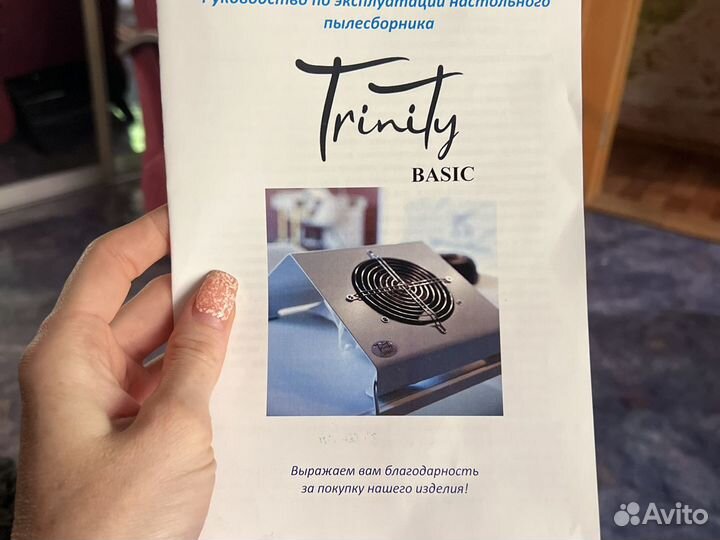 Руководство по эксплуатации настольного
пылесборника
Trinity
BASIC
Выражаем вам благодарность
за покупку нашего изделия!
Avito